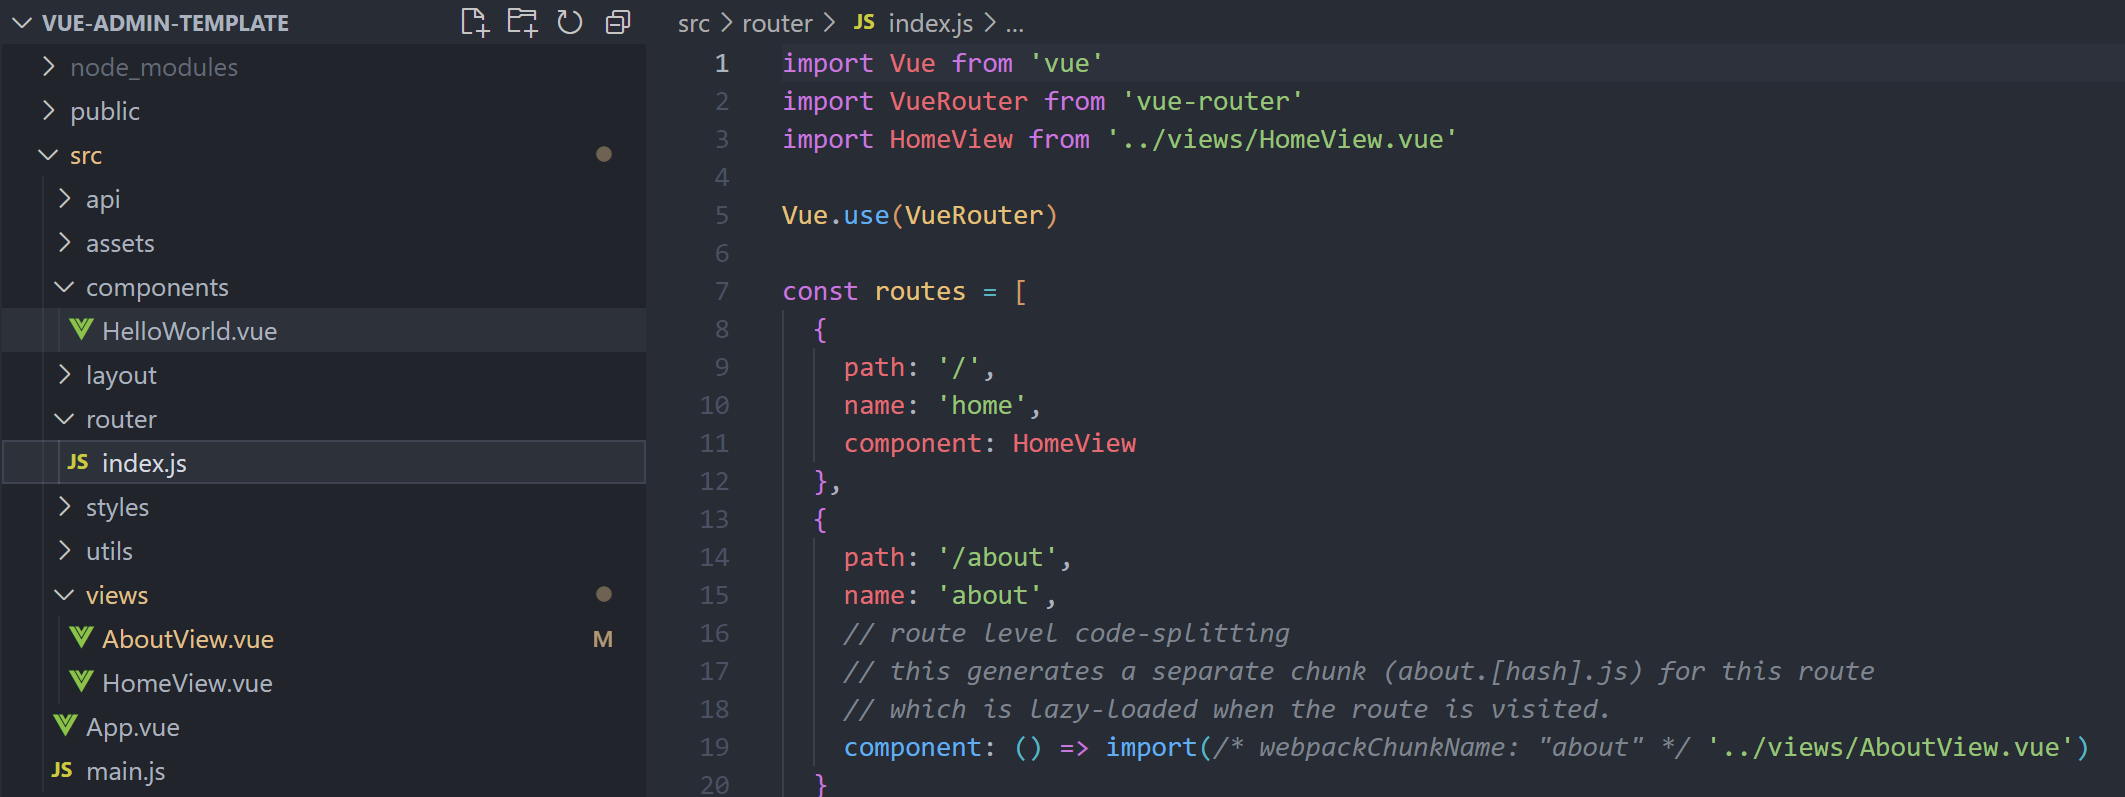 VUE-ADMIN-TEMPLATE
node_modules
public
src
api
assets
components
HelloWorld.vue
layout
router
JS index.js
styles
utils
views
AboutView.vue M
HomeView.vue
App.vue
JS main.js
src > router > JS index.js > ...
1 import Vue from 'vue'
2 import VueRouter from 'vue-router'
3 import HomeView from '../views/HomeView.vue'
4
5 Vue.use(VueRouter)
6
7 const routes = [
8 {
9 path: '/',
10 name: 'home',
11 component: HomeView
12 },
13 {
14 path: '/about',
15 name: 'about',
16 // route level code-splitting
17 // this generates a separate chunk (about.[hash].js) for this route
18 // which is lazy-loaded when the route is visited.
19 component: () => import(/* webpackChunkName: "about" */ '../views/AboutView.vue')
20 }